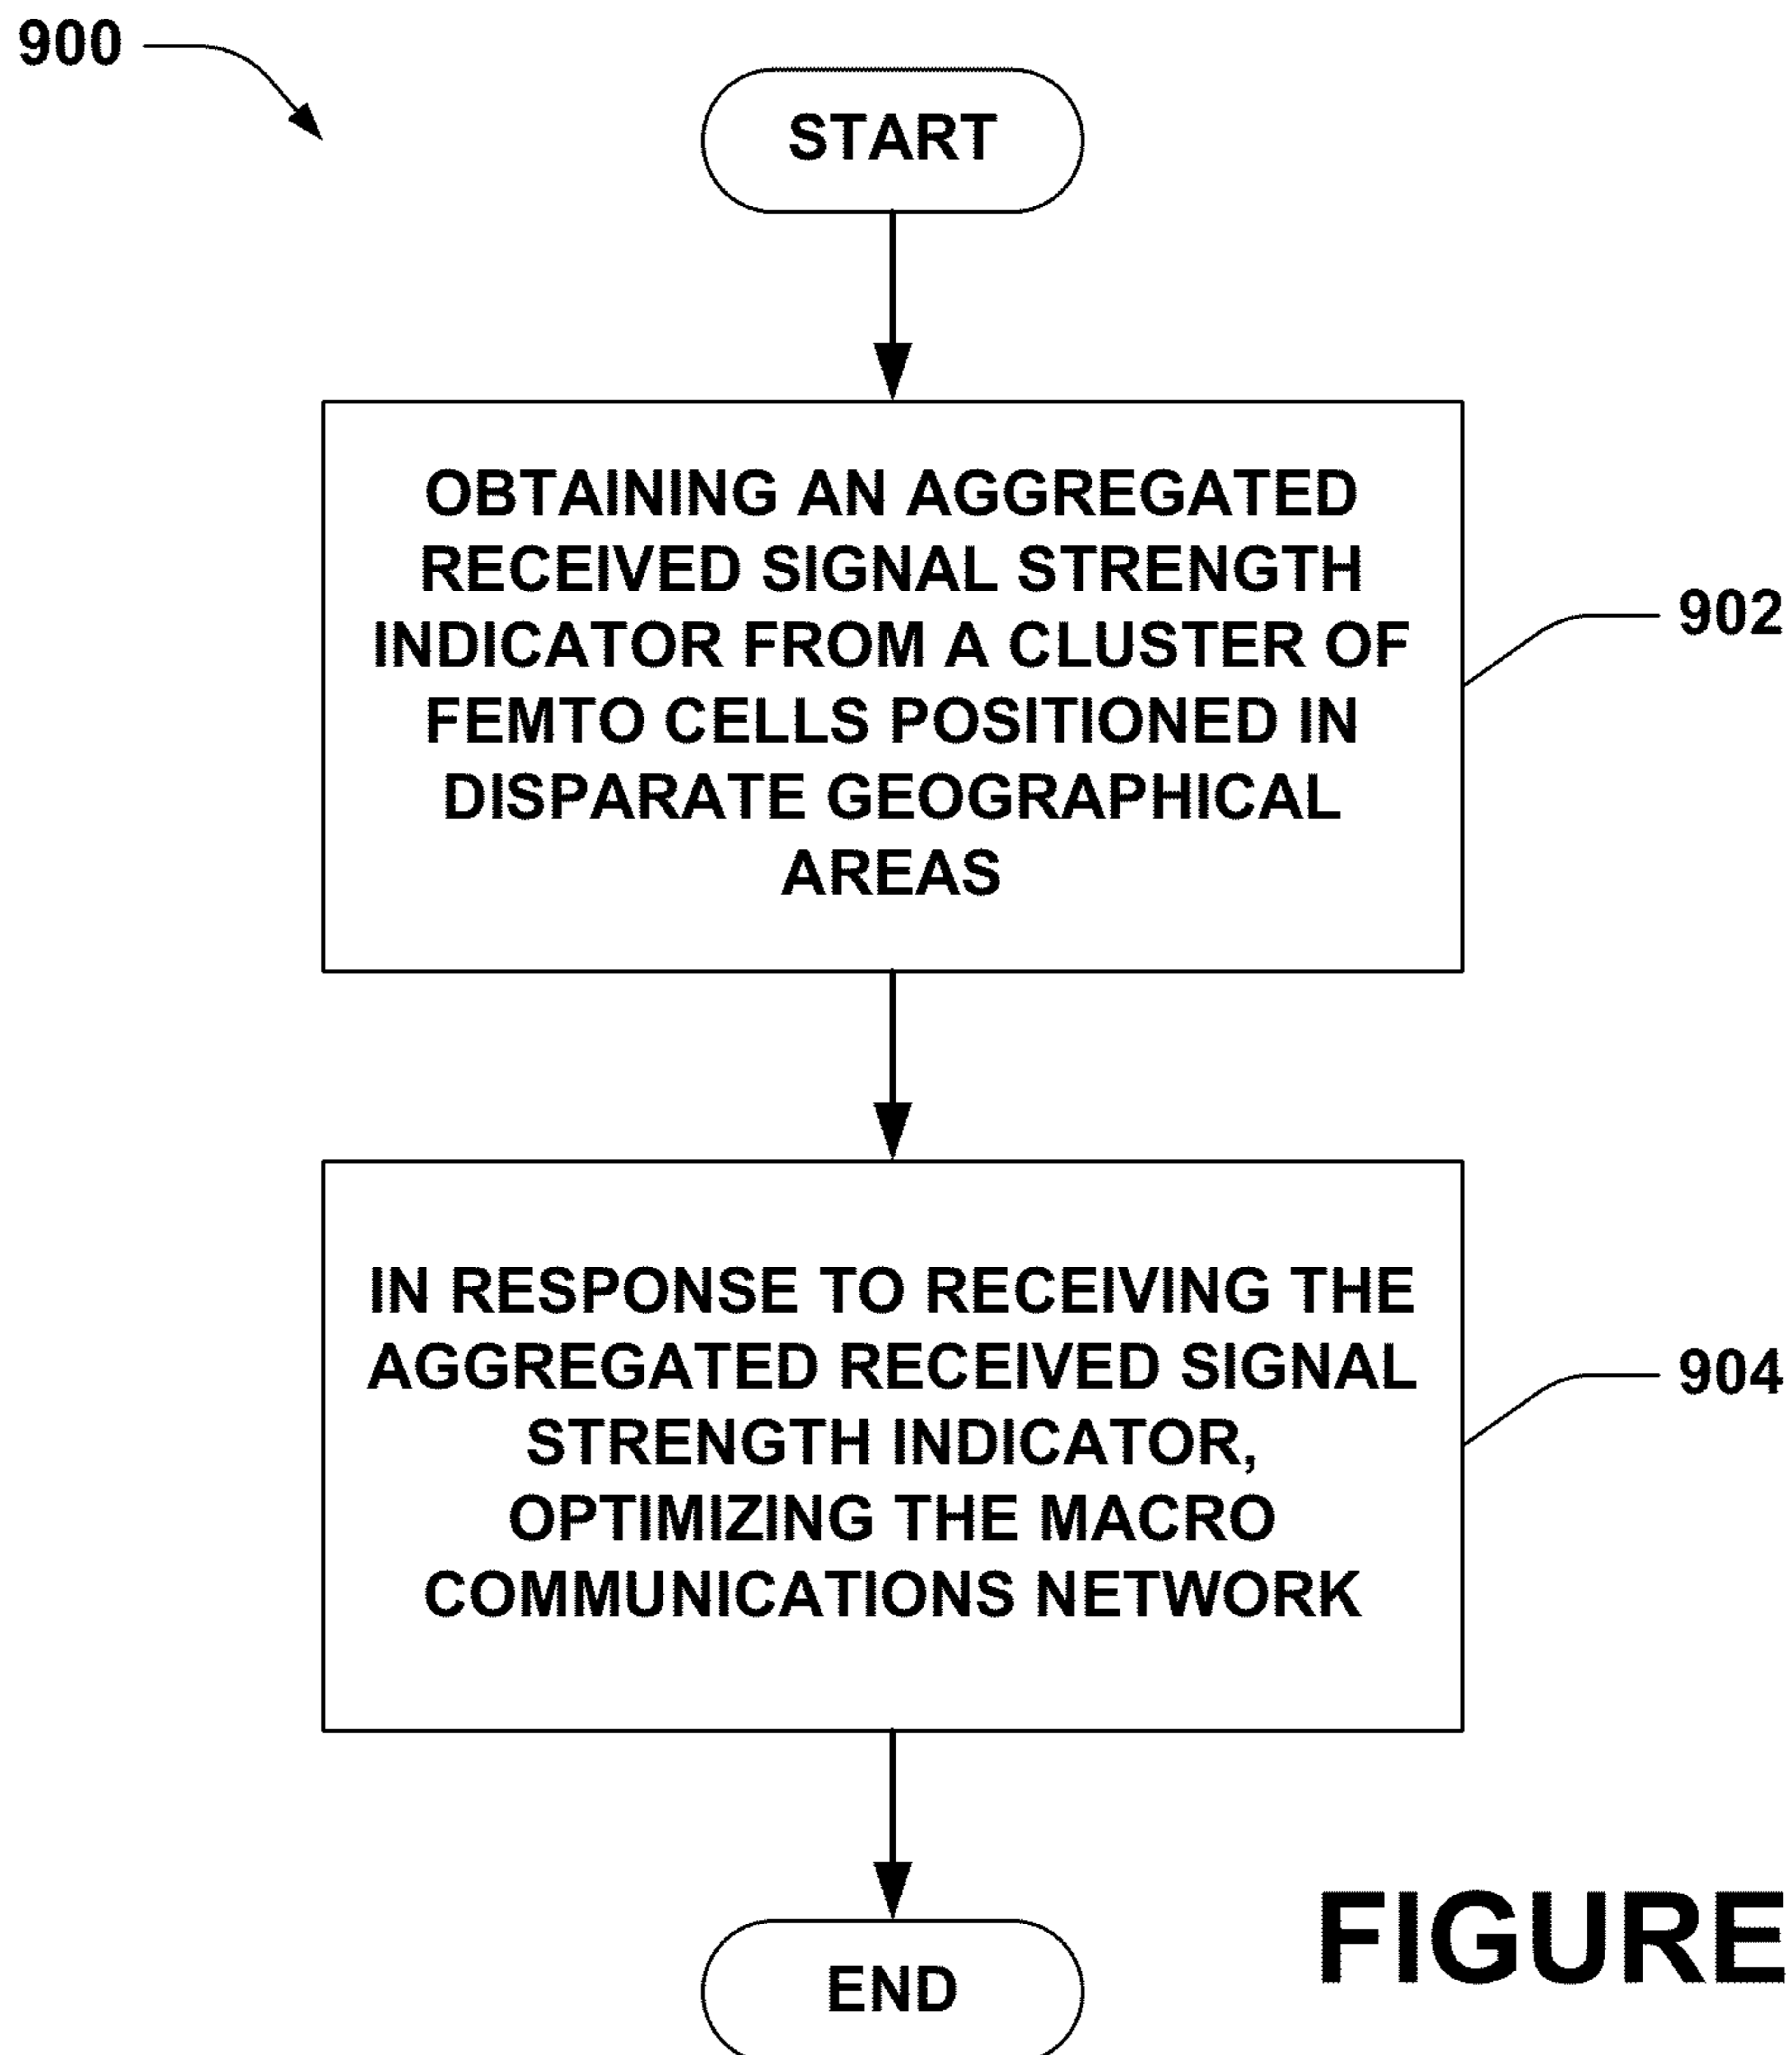 900
START
OBTAINING AN AGGREGATED
RECEIVED SIGNAL STRENGTH
INDICATOR FROM A CLUSTER OF
FEMTO CELLS POSITIONED IN
DISPARATE GEOGRAPHICAL
AREAS
902
IN RESPONSE TO RECEIVING THE
AGGREGATED RECEIVED SIGNAL
STRENGTH INDICATOR,
OPTIMIZING THE MACRO
COMMUNICATIONS NETWORK
904
END
FIGURE